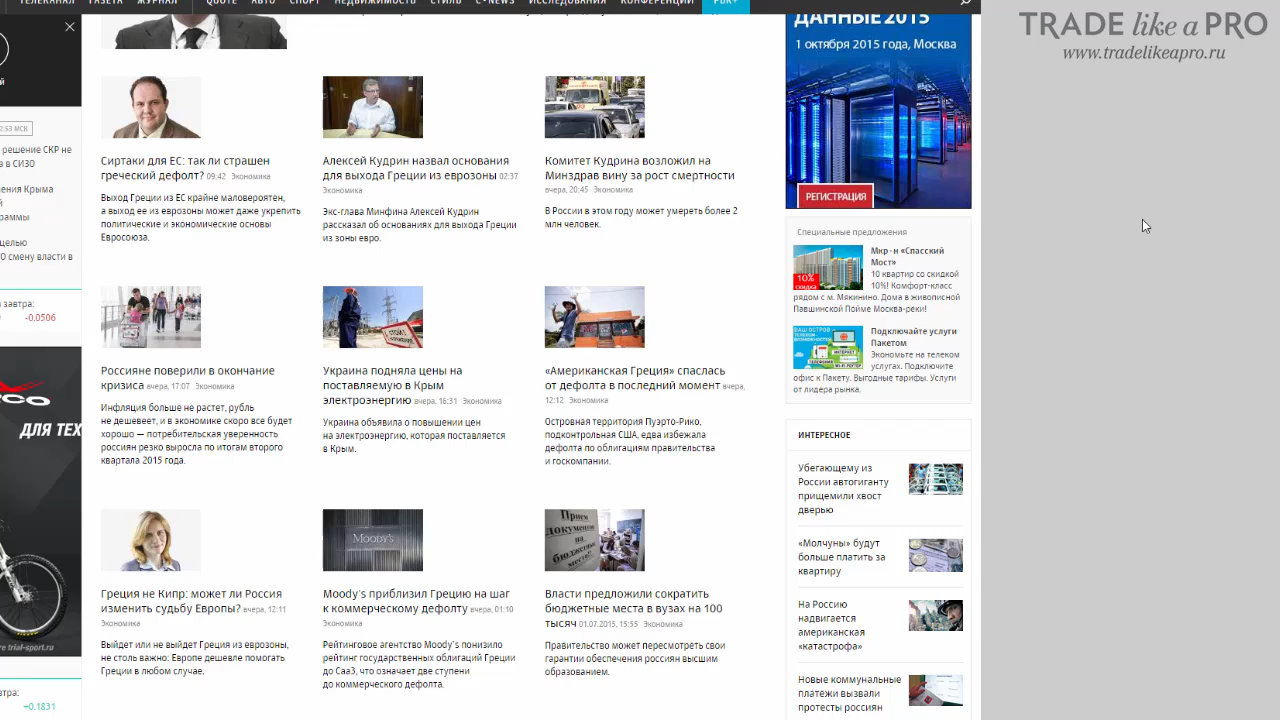 ТЕЛЕКАНАЛ ГАЗЕТА ЖУРНАЛ QUOTE АВТО СПОРТ НЕДВИЖИМОСТЬ СТИЛЬ C-NEWS ИССЛЕДОВАНИЯ КОНФЕРЕНЦИИ РБК+
TRADE like a PRO
www.tradelikeapro.ru
2:53 МСК
решение СКР не
в СИЗО
Крыма
целью
смену власти в
завтра:
-0.0506
ДЛЯ ТЕХ
trial-sport.ru
+0.1831
Сиртаки для ЕС: так ли страшен
греческий дефолт? 09:42 Экономика
Выход Греции из ЕС крайне маловероятен,
а выход ее из еврозоны может даже укрепить
политические и экономические основы
Евросоюза.
Алексей Кудрин назвал основания
для выхода Греции из еврозоны 02:37
Экономика
Экс-глава Минфина Алексей Кудрин
рассказал об основаниях для выхода Греции
из зоны евро.
Комитет Кудрина возложил на
Минздрав вину за рост смертности
вчера, 20:45 Экономика
В России в этом году может умереть более 2
млн человек.
Россияне поверили в окончание
кризиса вчера, 17:07 Экономика
Инфляция больше не растет, рубль
не дешевеет, и в экономике скоро все будет
хорошо — потребительская уверенность
россиян резко выросла по итогам второго
квартала 2015 года.
СТОЙ!
Украина подняла цены на
поставляемую в Крым
электроэнергию вчера, 16:31 Экономика
Украина объявила о повышении цен
на электроэнергию, которая поставляется
в Крым.
«Американская Греция» спаслась
от дефолта в последний момент вчера,
12:12 Экономика
Островная территория Пуэрто-Рико,
подконтрольная США, едва избежала
дефолта по облигациям правительства
и госкомпании.
Греция не Кипр: может ли Россия
изменить судьбу Европы? вчера, 12:11
Экономика
Выйдет или не выйдет Греция из еврозоны,
не столь важно: Европе дешевле помогать
Греции в любом случае.
MOODY'S
Moody's приблизил Грецию на шаг
к коммерческому дефолту вчера, 01:10
Экономика
Рейтинговое агентство Moody's понизило
рейтинг государственных облигаций Греции
до Caa3, что означает две ступени
до коммерческого дефолта.
Прием
документов
на
бюджетные
места
Власти предложили сократить
бюджетные места в вузах на 100
тысяч 01.07.2015, 15:55 Экономика
Правительство может пересмотреть свои
гарантии обеспечения россиян высшим
образованием.
ДАННЫЕ 2015
1 октября 2015 года, Москва
РЕГИСТРАЦИЯ
Специальные предложения
10%
скидка
Мкр-н «Спасский
Мост»
10 квартир со скидкой
10%! Комфорт-класс
рядом с м. Мякинино. Дома в живописной
Павшинской Пойме Москва-реки!
Подключайте услуги
Пакетом
Экономьте на телеком
услугах. Подключите
офис к Пакету. Выгодные тарифы. Услуги
от лидера рынка.
ИНТЕРЕСНОЕ
Убегающему из
России автогиганту
прищемили хвост
дверью
«Молчуны» будут
больше платить за
квартиру
На Россию
надвигается
американская
«катастрофа»
Новые коммунальные
платежи вызвали
протесты россиян